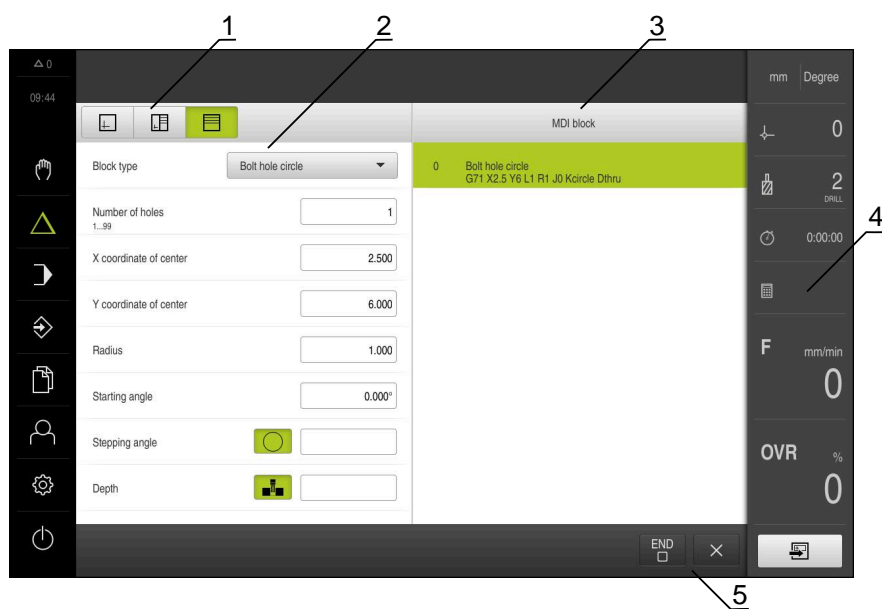 1
2
3
0
09:44
mm Degree
MDI block
0
Block type
Bolt hole circle
0 Bolt hole circle
G71 X2.5 Y6 L1 R1 J0 Kcircle Dthru
2
DRILL
Number of holes
1...99
1
4
0:00:00
X coordinate of center
2.500
Y coordinate of center
6.000
Radius
1.000
F mm/min
0
Starting angle
0.000°
Stepping angle
OVR %
0
Depth
END
5